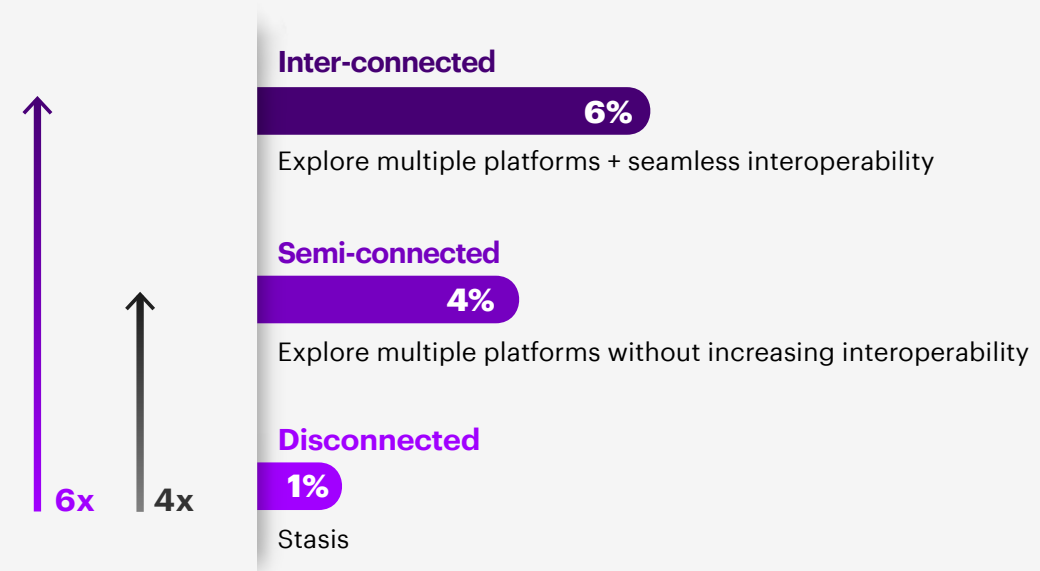 Inter-connected
6%
Explore multiple platforms + seamless interoperability
Semi-connected
4%
Explore multiple platforms without increasing interoperability
Disconnected
1%
Stasis
6x
4x